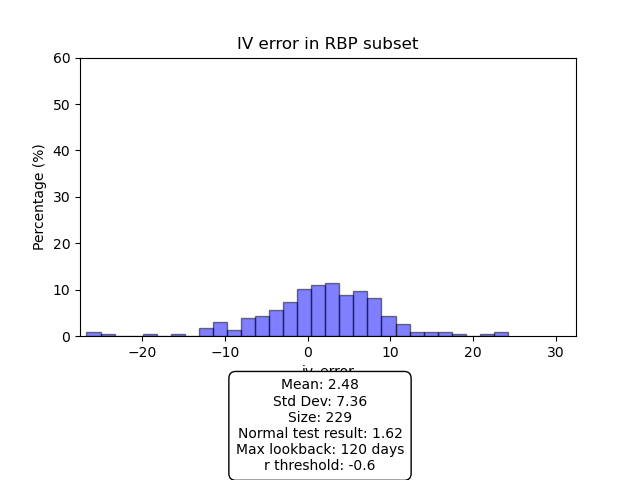 IV error in RBP subset
60
50
40
30
20
10
0
Percentage (%)
−20
−10
0
10
20
30
iv_error
Mean: 2.48
Std Dev: 7.36
Size: 229
Normal test result: 1.62
Max lookback: 120 days
r threshold: -0.6